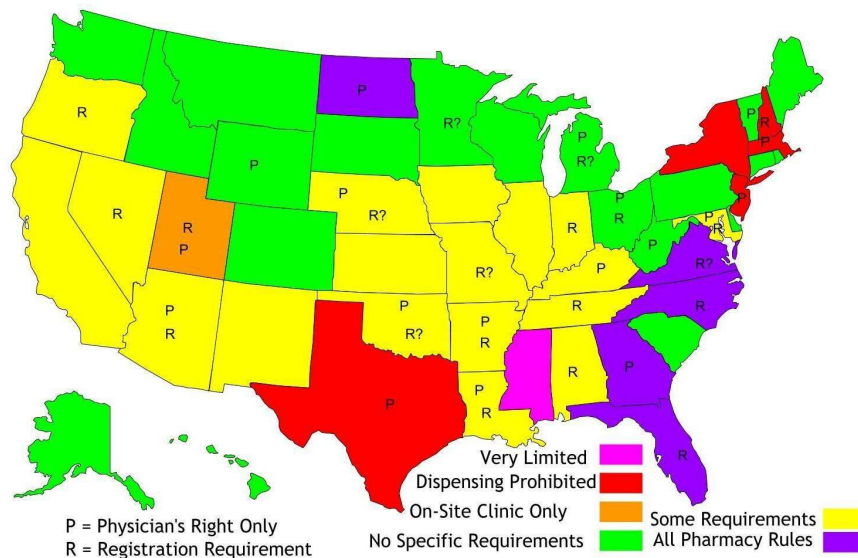 P
R
P
R
R?
P
P
R?
P
P
P
P
R
R
R?
P
R
R
R
P
P
P
R?
R?
P
P
R
R
P
R
R?
R
P
R
P
P
R
R
Very Limited
Dispensing Prohibited
On-Site Clinic Only
No Specific Requirements
Some Requirements
All Pharmacy Rules
P = Physician's Right Only
R = Registration Requirement